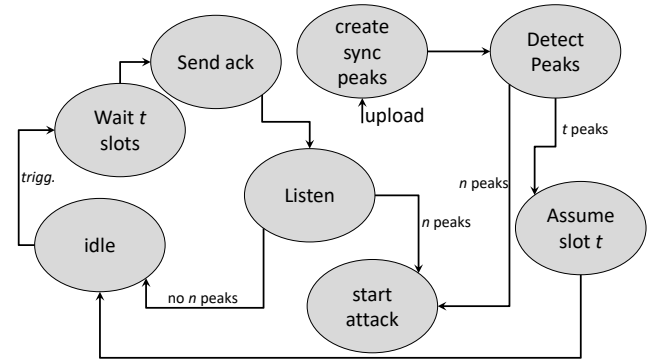 create
sync
peaks
Detect
Peaks
Send ack
Wait t
slots
upload
t peaks
trigg.
n peaks
Listen
Assume
slot t
n peaks
idle
no n peaks
start
attack